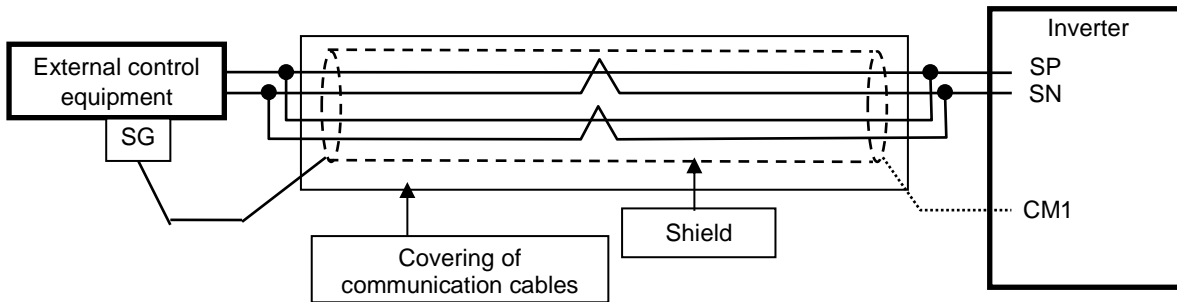 Inverter
External control
equipment
SP
SN
SG
CM1
Shield
Covering of
communication cables